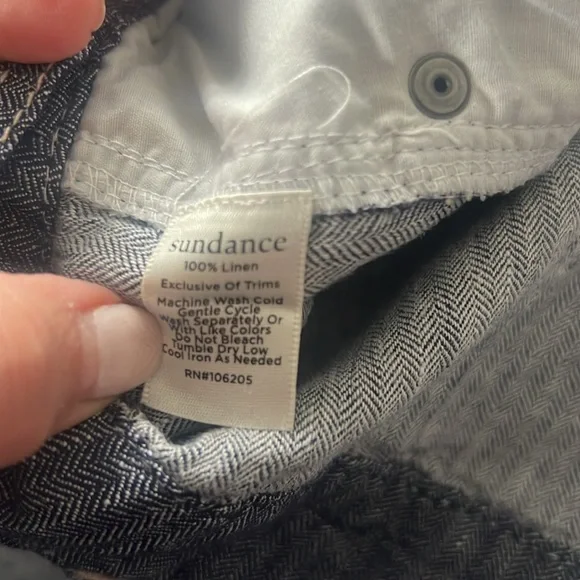 sundance
100% Linen
Exclusive Of Trims
Machine Wash Cold
Gentle Cycle
Wash Separately Or
With Like Colors
Do Not Bleach
Tumble Dry Low
Cool Iron As Needed
RN#106205